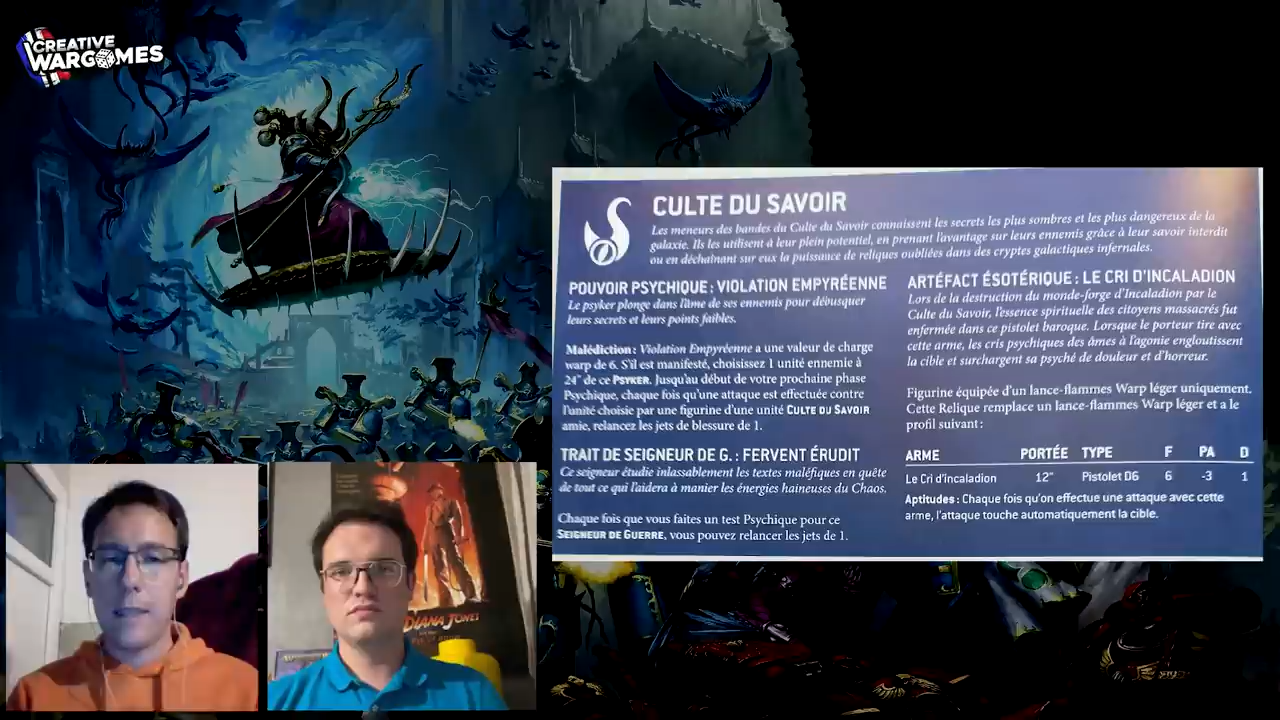 CREATIVE
WARGAMES
CULTE DU SAVOIR
Les meneurs des bandes du Culte du Savoir connaissent les secrets les plus sombres et les plus dangereux de la
galaxie. Ils les utilisent à leur plein potentiel, en prenant l'avantage sur leurs ennemis grâce à leur savoir interdit
ou en déchaînant sur eux la puissance de reliques oubliées dans des cryptes galactiques infernales.
POUVOIR PSYCHIQUE : VIOLATION EMPYRÉENNE
Le psyker plonge dans l'âme de ses ennemis pour débusquer
leurs secrets et leurs points faibles.
Malédiction : Violation Empyréenne a une valeur de charge
warp de 6. S'il est manifesté, choisissez 1 unité ennemie à
24" de ce PSYKER. Jusqu'au début de votre prochaine phase
Psychique, chaque fois qu'une attaque est effectuée contre
l'unité choisie par une figurine d'une unité CULTE DU SAVOIR
amie, relancez les jets de blessure de 1.
TRAIT DE SEIGNEUR DE G. : FERVENT ÉRUDIT
Ce seigneur étudie inlassablement les textes maléfiques en quête
de tout ce qui l'aidera à manier les énergies haineuses du Chaos.
Chaque fois que vous faites un test Psychique pour ce
SEIGNEUR DE GUERRE, vous pouvez relancer les jets de 1.
ARTÉFACT ÉSOTÉRIQUE : LE CRI D'INCALADION
Lors de la destruction du monde-forge d'Incaladion par le
Culte du Savoir, l'essence spirituelle des citoyens massacrés fut
enfermée dans ce pistolet baroque. Lorsque le porteur tire avec
cette arme, les cris psychiques des âmes à l'agonie engloutissent
la cible et surchargent sa psyché de douleur et d'horreur.
Figurine équipée d'un lance-flammes Warp léger uniquement.
Cette Relique remplace un lance-flammes Warp léger et a le
profil suivant :
ARME PORTÉE TYPE F PA D
Le Cri d'Incaladion 12" Pistolet D6 6 -3 1
Aptitudes : Chaque fois qu'on effectue une attaque avec cette
arme, l'attaque touche automatiquement la cible.
DIANA JONES